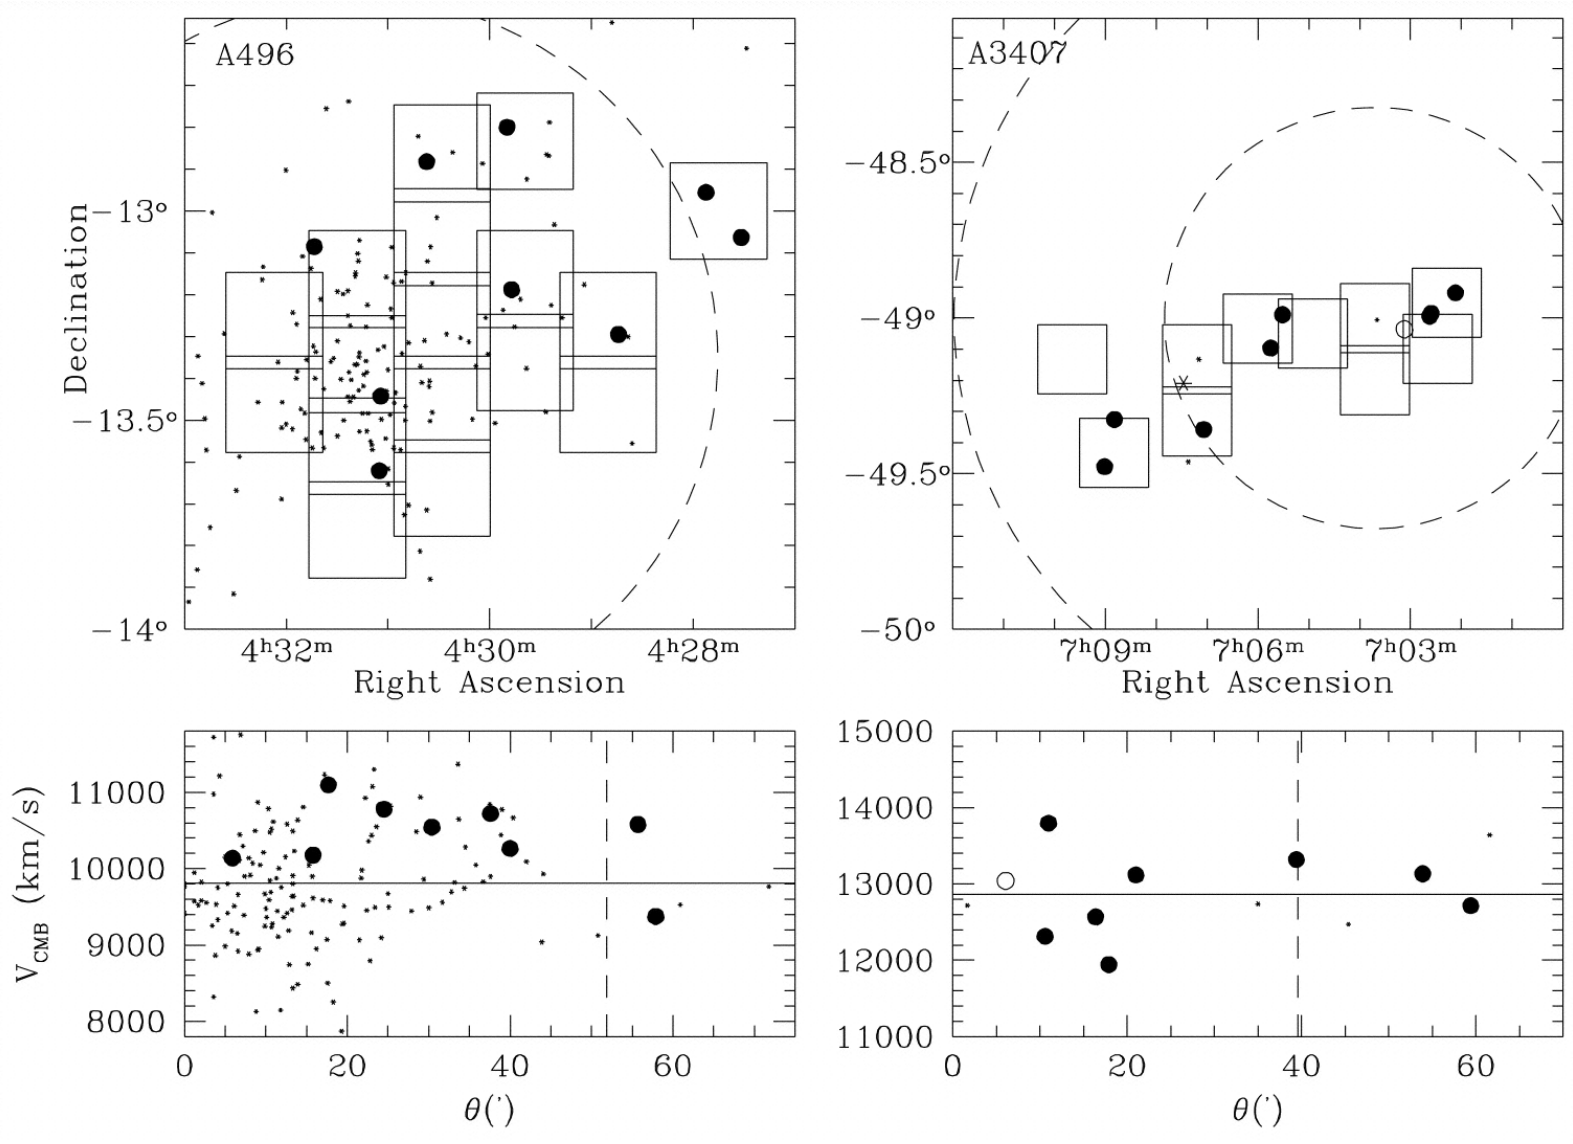 A496
A3407
Declination
−13°
−13.5°
−14°
−48.5°
−49°
−49.5°
−50°
4ʰ32ᵐ 4ʰ30ᵐ 4ʰ28ᵐ
7ʰ09ᵐ 7ʰ06ᵐ 7ʰ03ᵐ
Right Ascension
Right Ascension
V_CMB (km/s)
11000
10000
9000
8000
15000
14000
13000
12000
11000
0 20 40 60
0 20 40 60
θ(')
θ(')